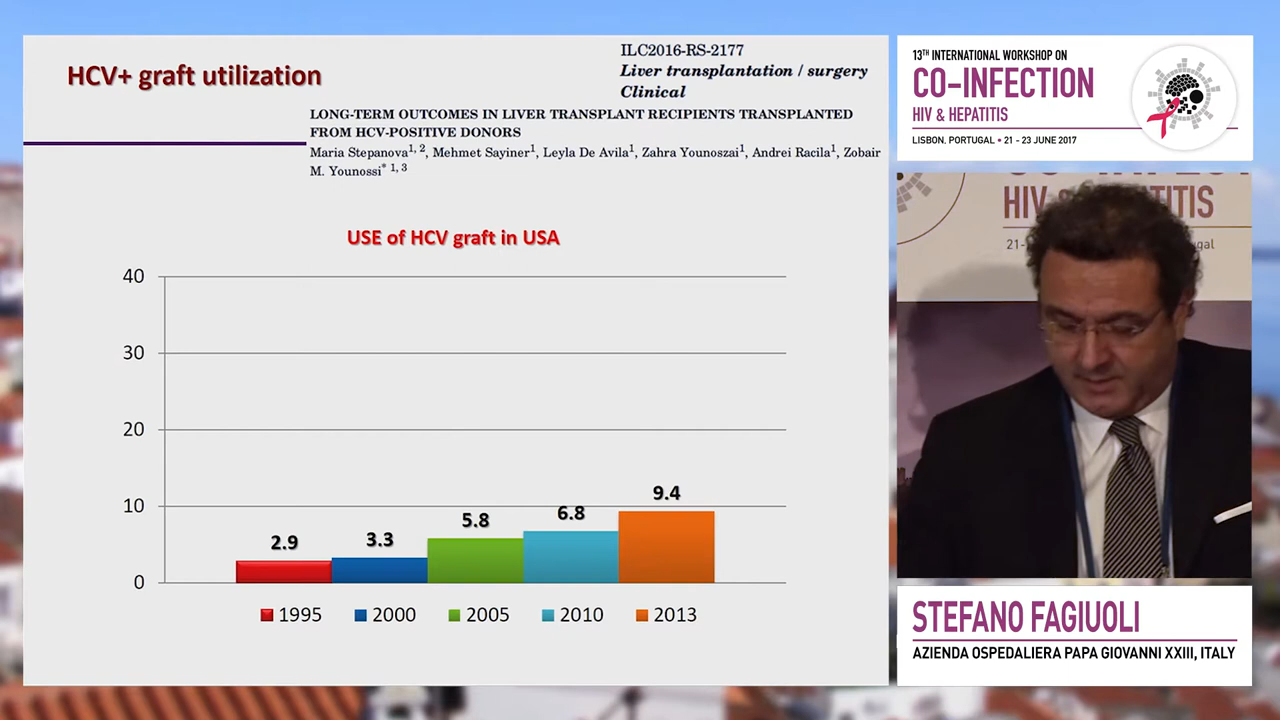 HCV+ graft utilization
ILC2016-RS-2177
Liver transplantation / surgery
Clinical
LONG-TERM OUTCOMES IN LIVER TRANSPLANT RECIPIENTS TRANSPLANTED
FROM HCV-POSITIVE DONORS
Maria Stepanova1, 2, Mehmet Sayiner1, Leyla De Avila1, Zahra Younoszai1, Andrei Racila1, Zobair
M. Younossi* 1, 3
USE of HCV graft in USA
40
30
20
10
0
2.9
3.3
5.8
6.8
9.4
1995 2000 2005 2010 2013
13TH INTERNATIONAL WORKSHOP ON
CO-INFECTION
HIV & HEPATITIS
LISBON, PORTUGAL • 21 - 23 JUNE 2017
HIV &
TITIS
21-
STEFANO FAGIUOLI
AZIENDA OSPEDALIERA PAPA GIOVANNI XXIII, ITALY